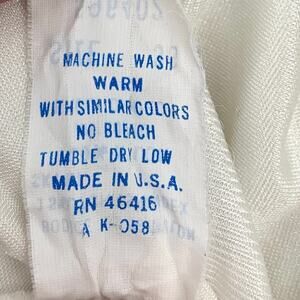 MACHINE WASH
WARM
WITH SIMILAR COLORS
NO BLEACH
TUMBLE DRY LOW
MADE IN U.S.A.
RN 46416
A K-058